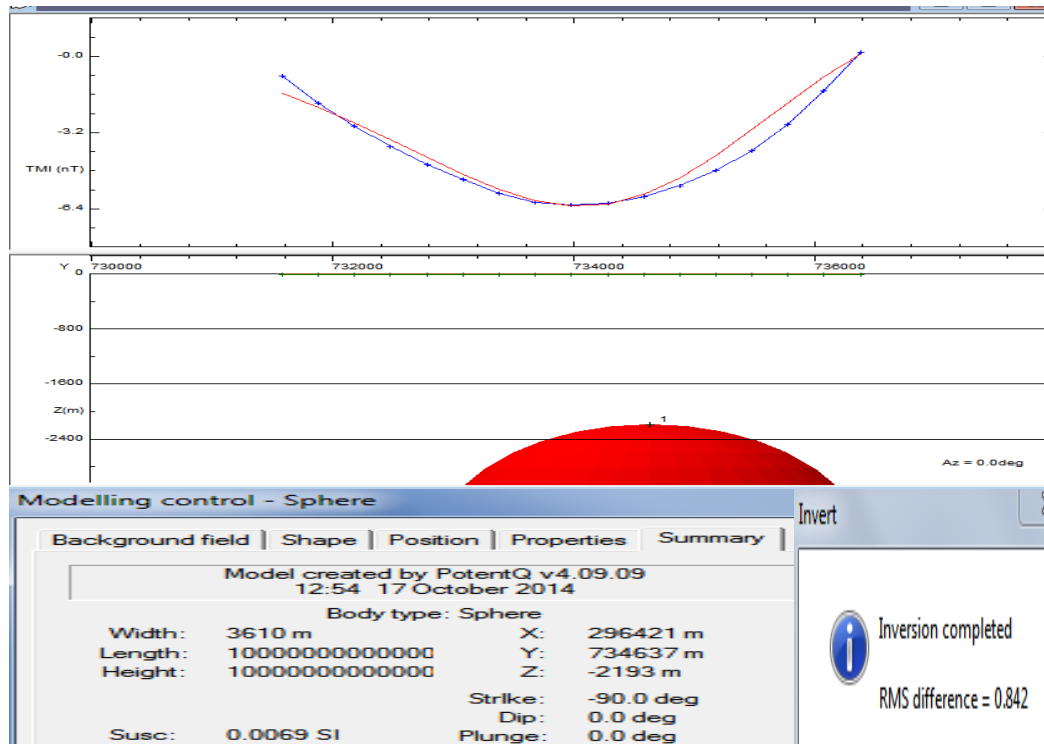 -0.0
-3.2
TMI (nT)
-6.4
Y 730000 732000 734000 736000
0
-800
-1600
Z(m)
1
-2400
Az = 0.0deg
Modelling control - Sphere
Background field Shape Position Properties Summary
Model created by PotentQ v4.09.09
12:54 17 October 2014
Body type: Sphere
Width: 3610 m X: 296421 m
Length: 10000000000000 Y: 734637 m
Height: 10000000000000 Z: -2193 m
Strike: -90.0 deg
Dip: 0.0 deg
Susc: 0.0069 SI Plunge: 0.0 deg
Invert
Inversion completed
RMS difference = 0.842